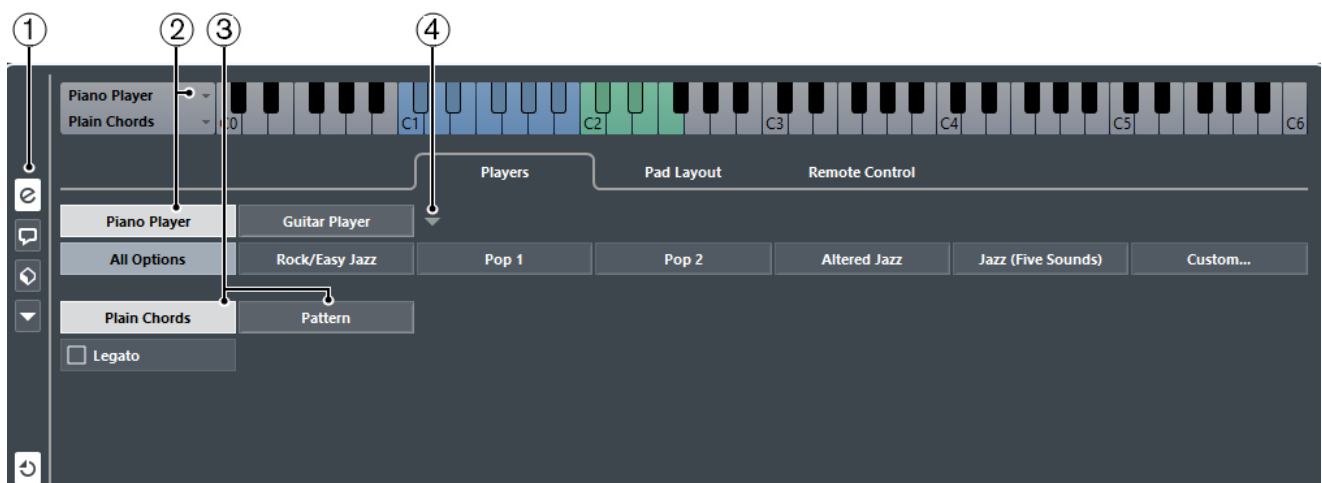 1 2 3 4
Piano Player
Plain Chords
C0 C1 C2 C3 C4 C5 C6
Players Pad Layout Remote Control
e
Piano Player Guitar Player
All Options Rock/Easy Jazz Pop 1 Pop 2 Altered Jazz Jazz (Five Sounds) Custom...
Plain Chords Pattern
Legato